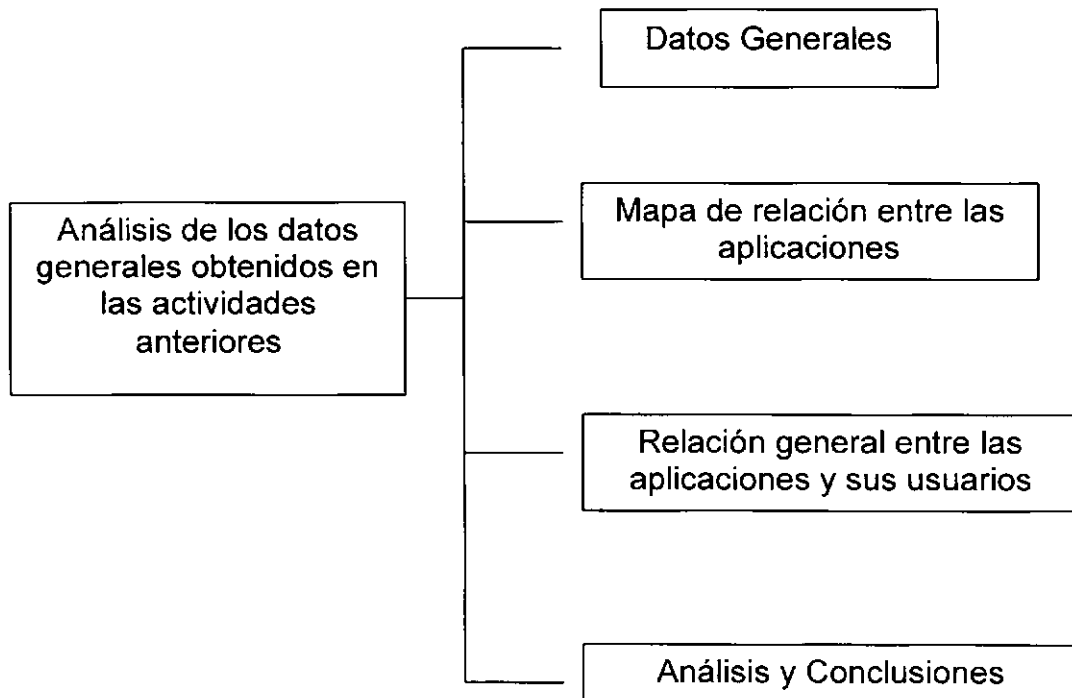 Datos Generales
Análisis de los datos
generales obtenidos en
las actividades
anteriores
Mapa de relación entre las
aplicaciones
Relación general entre las
aplicaciones y sus usuarios
Análisis y Conclusiones